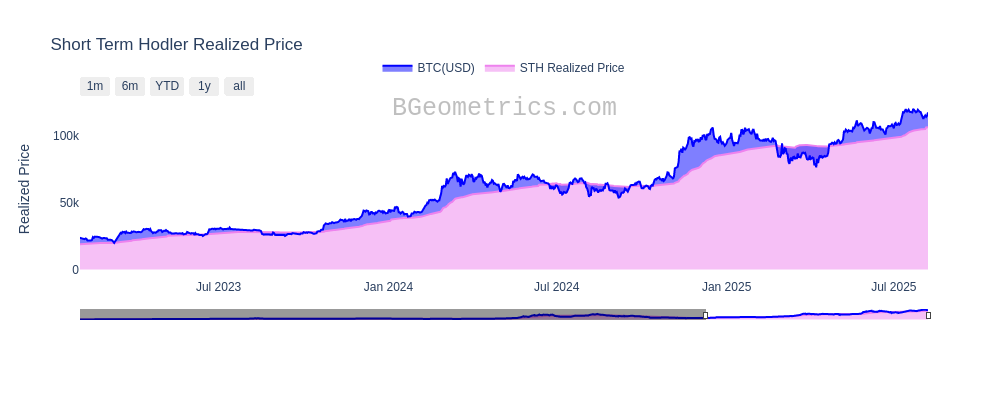 Short Term Hodler Realized Price
BTC(USD) STH Realized Price
1m 6m YTD 1y all
BGeometrics.com
Realized Price
100k
50k
0
Jul 2023 Jan 2024 Jul 2024 Jan 2025 Jul 2025